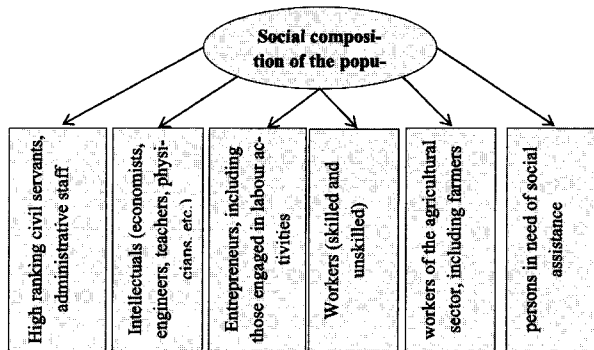 Social composi-
tion of the popu-
High ranking civil servants,
administrative staff
Intellectuals (economists,
engineers, teachers, physi-
cians, etc.)
Entrepreneurs, including
those engaged in labour ac-
tivities
Workers (skilled and
unskilled)
workers of the agricultural
sector, including farmers
persons in need of social
assistance